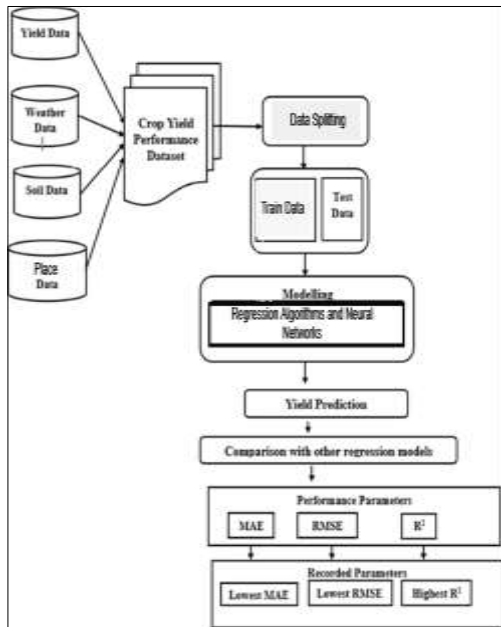 Yield Data
Weather
Data
Soil Data
Place
Data
Crop Yield
Performance
Dataset
Data Splitting
Train Data
Test
Data
Modelling
Regression Algorithms and Neural
Networks
Yield Prediction
Comparison with other regression models
Performance Parameters
MAE
RMSE
R²
Recorded Parameters
Lowest MAE
Lowest RMSE
Highest R²